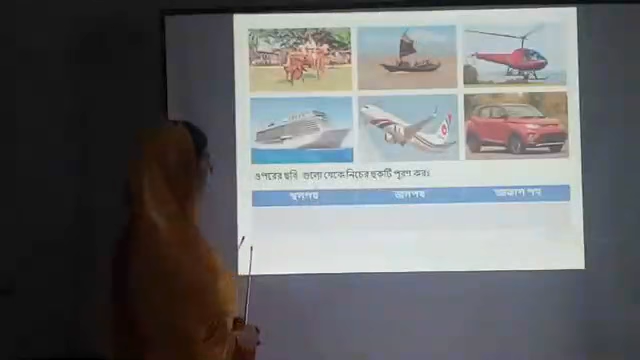 ওপরের ছবি গুলো থেকে নিচের ছকটি পূরণ কর।
স্থলপথ জলপথ আকাশ পথ